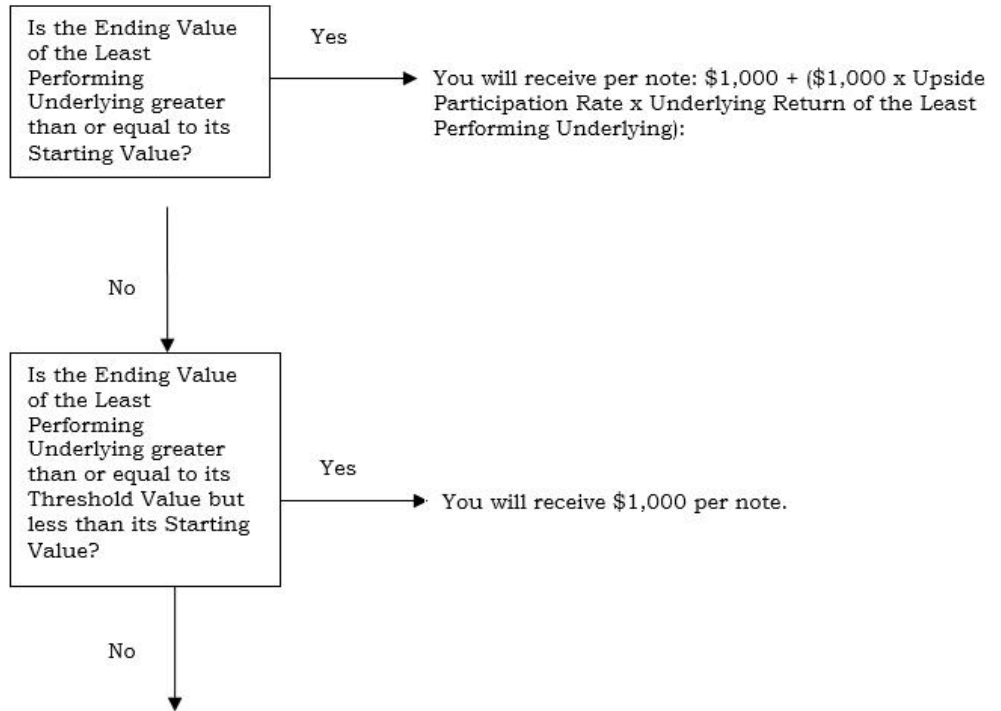 Is the Ending Value
of the Least
Performing
Underlying greater
than or equal to its
Starting Value?
Yes
You will receive per note: $1,000 + ($1,000 x Upside
Participation Rate x Underlying Return of the Least
Performing Underlying):
No
Is the Ending Value
of the Least
Performing
Underlying greater
than or equal to its
Threshold Value but
less than its Starting
Value?
Yes
You will receive $1,000 per note.
No